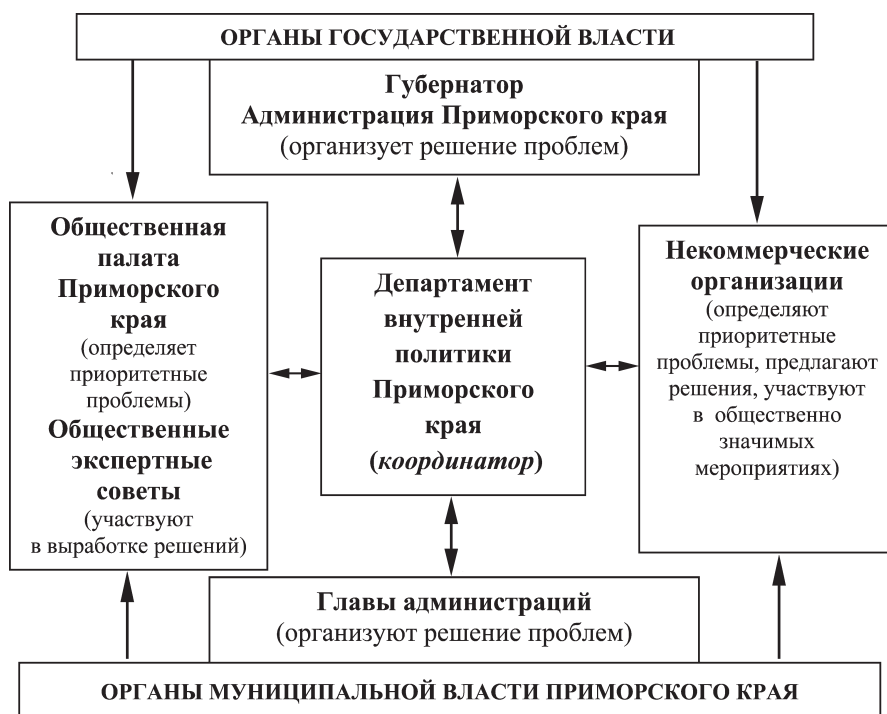 ОРГАНЫ ГОСУДАРСТВЕННОЙ ВЛАСТИ
Губернатор
Администрация Приморского края
(организует решение проблем)
Общественная
палата
Приморского
края
(определяет
приоритетные
проблемы)
Общественные
экспертные
советы
(участвуют
в выработке решений)
Департамент
внутренней
политики
Приморского
края
(координатор)
Некоммерческие
организации
(определяют
приоритетные
проблемы, предлагают
решения, участвуют
в общественно
значимых
мероприятиях)
Главы администраций
(организуют решение проблем)
ОРГАНЫ МУНИЦИПАЛЬНОЙ ВЛАСТИ ПРИМОРСКОГО КРАЯ